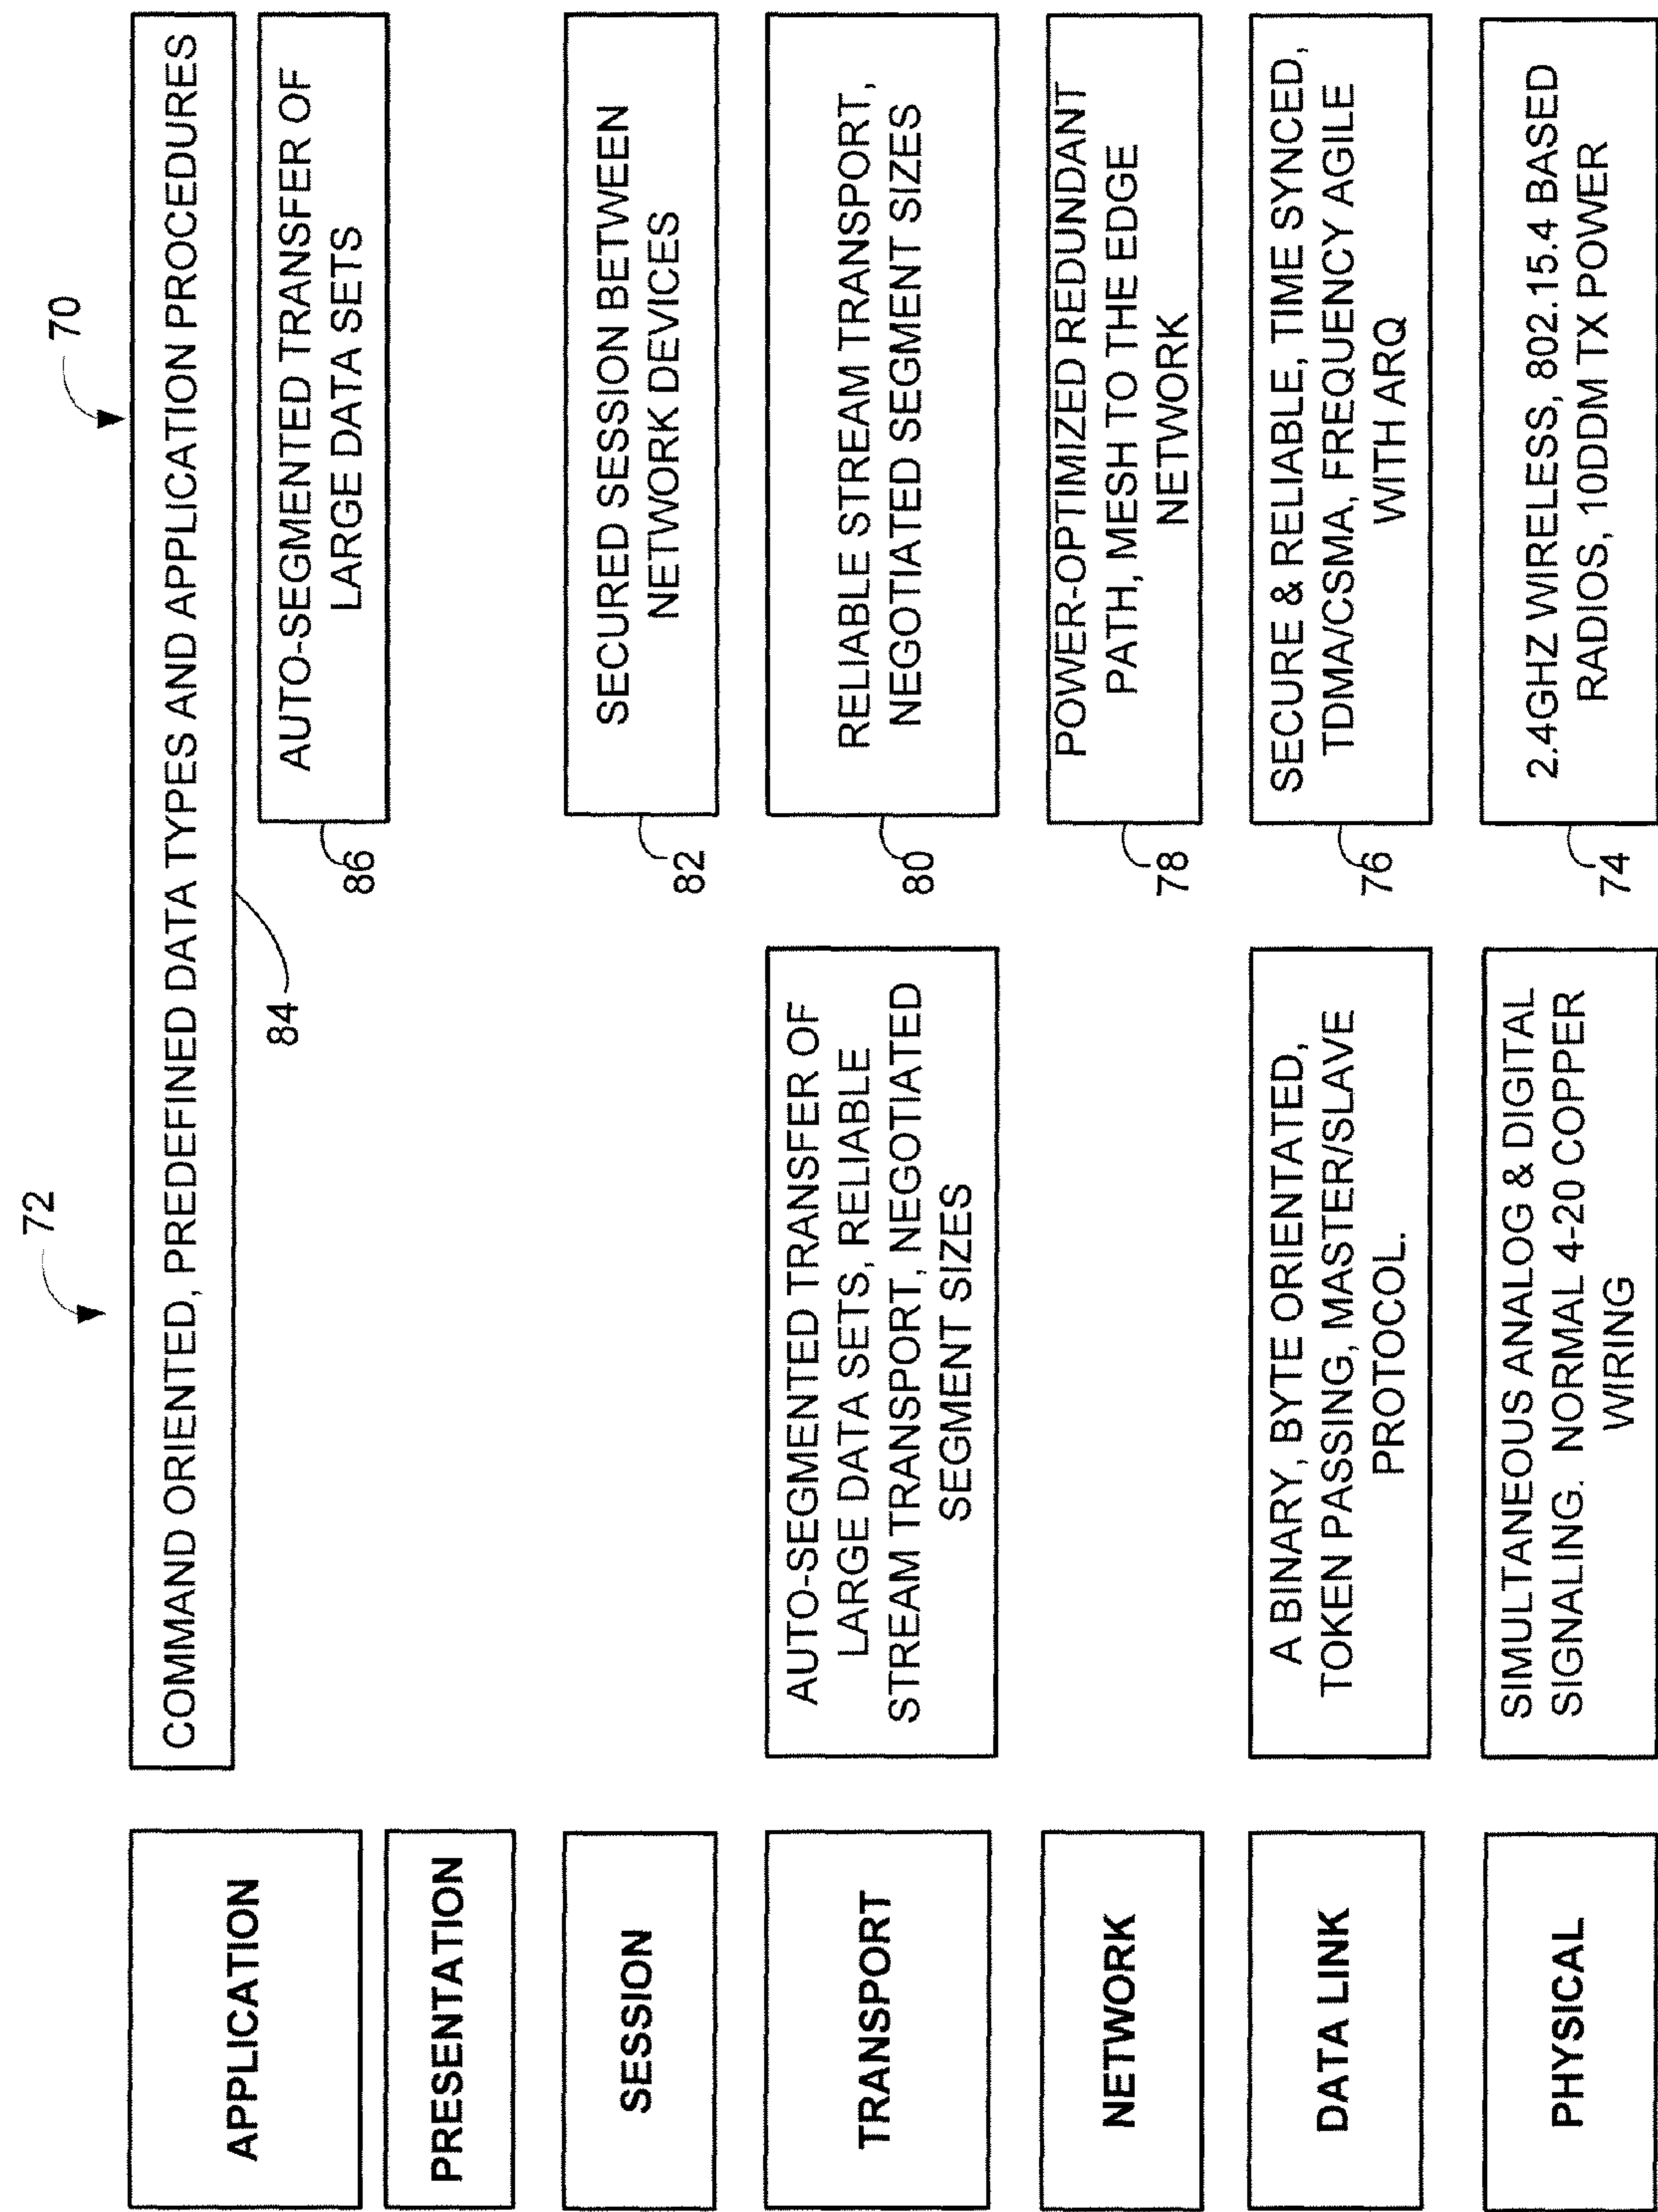 72
70
APPLICATION
COMMAND ORIENTED, PREDEFINED DATA TYPES AND APPLICATION PROCEDURES
84
AUTO-SEGMENTED TRANSFER OF
LARGE DATA SETS
86
PRESENTATION
SESSION
SECURED SESSION BETWEEN
NETWORK DEVICES
82
TRANSPORT
AUTO-SEGMENTED TRANSFER OF
LARGE DATA SETS, RELIABLE
STREAM TRANSPORT, NEGOTIATED
SEGMENT SIZES
RELIABLE STREAM TRANSPORT,
NEGOTIATED SEGMENT SIZES
80
NETWORK
POWER-OPTIMIZED REDUNDANT
PATH, MESH TO THE EDGE
NETWORK
78
DATA LINK
A BINARY, BYTE ORIENTATED,
TOKEN PASSING, MASTER/SLAVE
PROTOCOL.
SECURE & RELIABLE, TIME SYNCED,
TDMA/CSMA, FREQUENCY AGILE
WITH ARQ
76
PHYSICAL
SIMULTANEOUS ANALOG & DIGITAL
SIGNALING. NORMAL 4-20 COPPER
WIRING
2.4GHZ WIRELESS, 802.15.4 BASED
RADIOS, 10DDM TX POWER
74